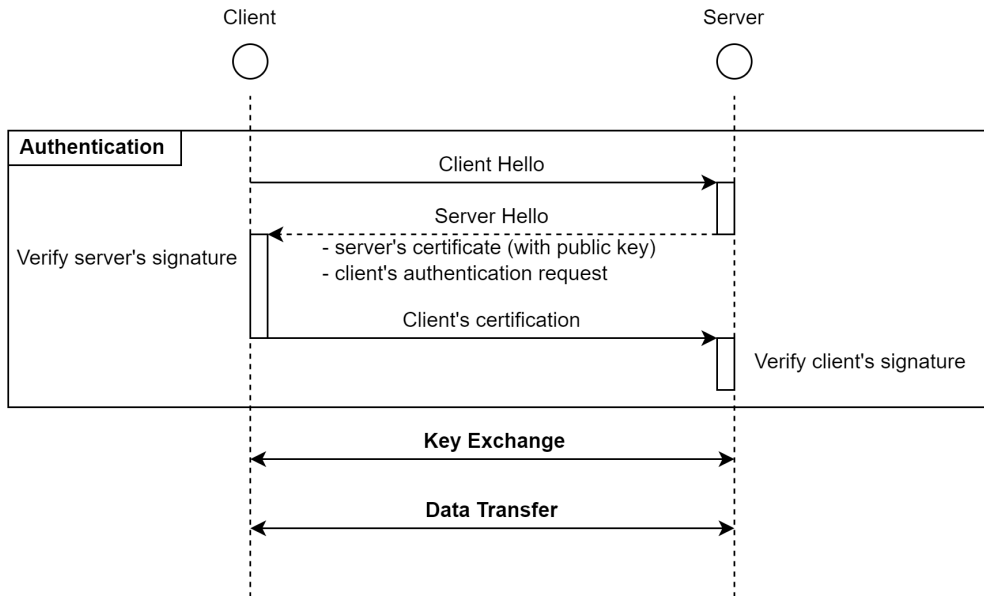 Client
Server
Authentication
Client Hello
Server Hello
- server's certificate (with public key)
Verify server's signature
- client's authentication request
Client's certification
Verify client's signature
Key Exchange
Data Transfer